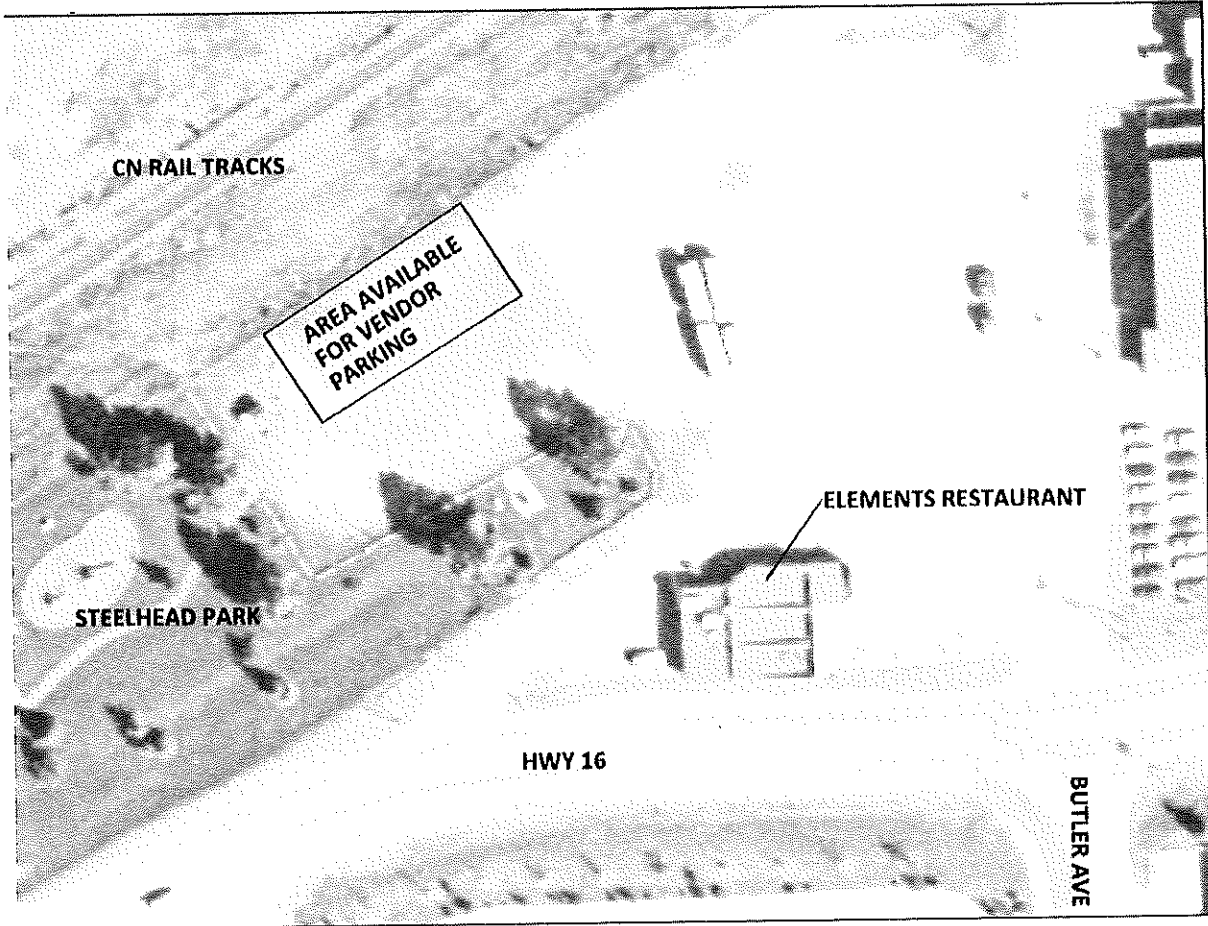 CN RAIL TRACKS
AREA AVAILABLE
FOR VENDOR
PARKING
ELEMENTS RESTAURANT
STEELHEAD PARK
HWY 16
BUTLER AVE